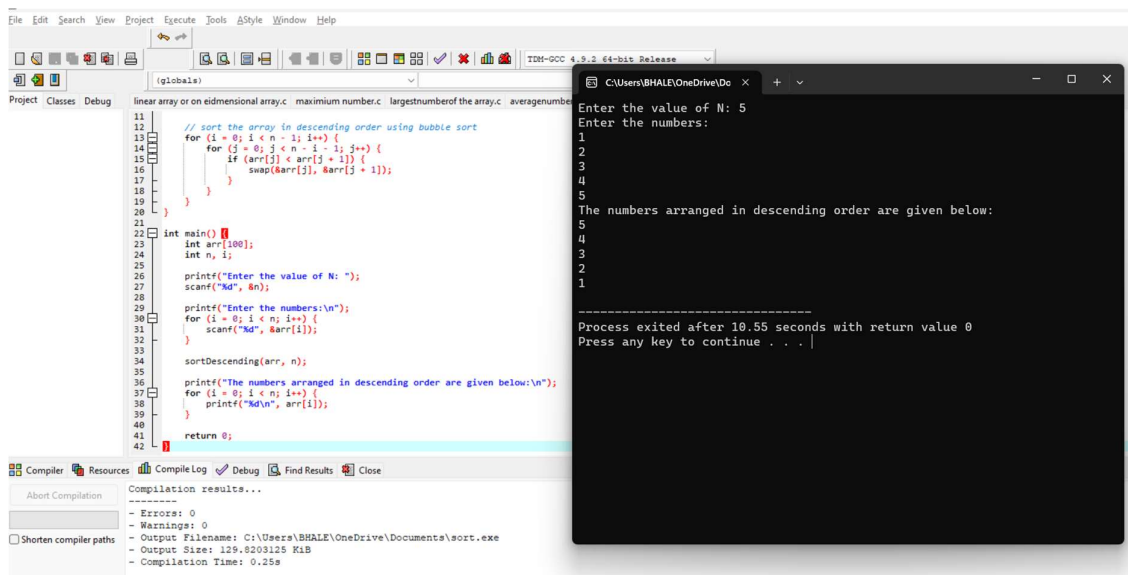 File Edit Search View Project Execute Tools AStyle Window Help
TDM-GCC 4.9.2 64-bit Release
(globals)
Project Classes Debug
linear array or on eidmensional array.c maximium number.c largestnumberof the array.c averagenumbe
11
12 // sort the array in descending order using bubble sort
13 for (i = 0; i < n - 1; i++) {
14 for (j = 0; j < n - i - 1; j++) {
15 if (arr[j] < arr[j + 1]) {
16 swap(&arr[j], &arr[j + 1]);
17 }
18 }
19 }
20 }
21
22 int main() {
23 int arr[100];
24 int n, i;
25
26 printf("Enter the value of N: ");
27 scanf("%d", &n);
28
29 printf("Enter the numbers:\n");
30 for (i = 0; i < n; i++) {
31 scanf("%d", &arr[i]);
32 }
33
34 sortDescending(arr, n);
35
36 printf("The numbers arranged in descending order are given below:\n");
37 for (i = 0; i < n; i++) {
38 printf("%d\n", arr[i]);
39 }
40
41 return 0;
42 }
Compiler Resources Compile Log Debug Find Results Close
Abort Compilation
Shorten compiler paths
Compilation results...
--------
- Errors: 0
- Warnings: 0
- Output Filename: C:\Users\BHALE\OneDrive\Documents\sort.exe
- Output Size: 129.8203125 KiB
- Compilation Time: 0.25s
C:\Users\BHALE\OneDrive\Do
Enter the value of N: 5
Enter the numbers:
1
2
3
4
5
The numbers arranged in descending order are given below:
5
4
3
2
1
--------------------------------
Process exited after 10.55 seconds with return value 0
Press any key to continue . . .